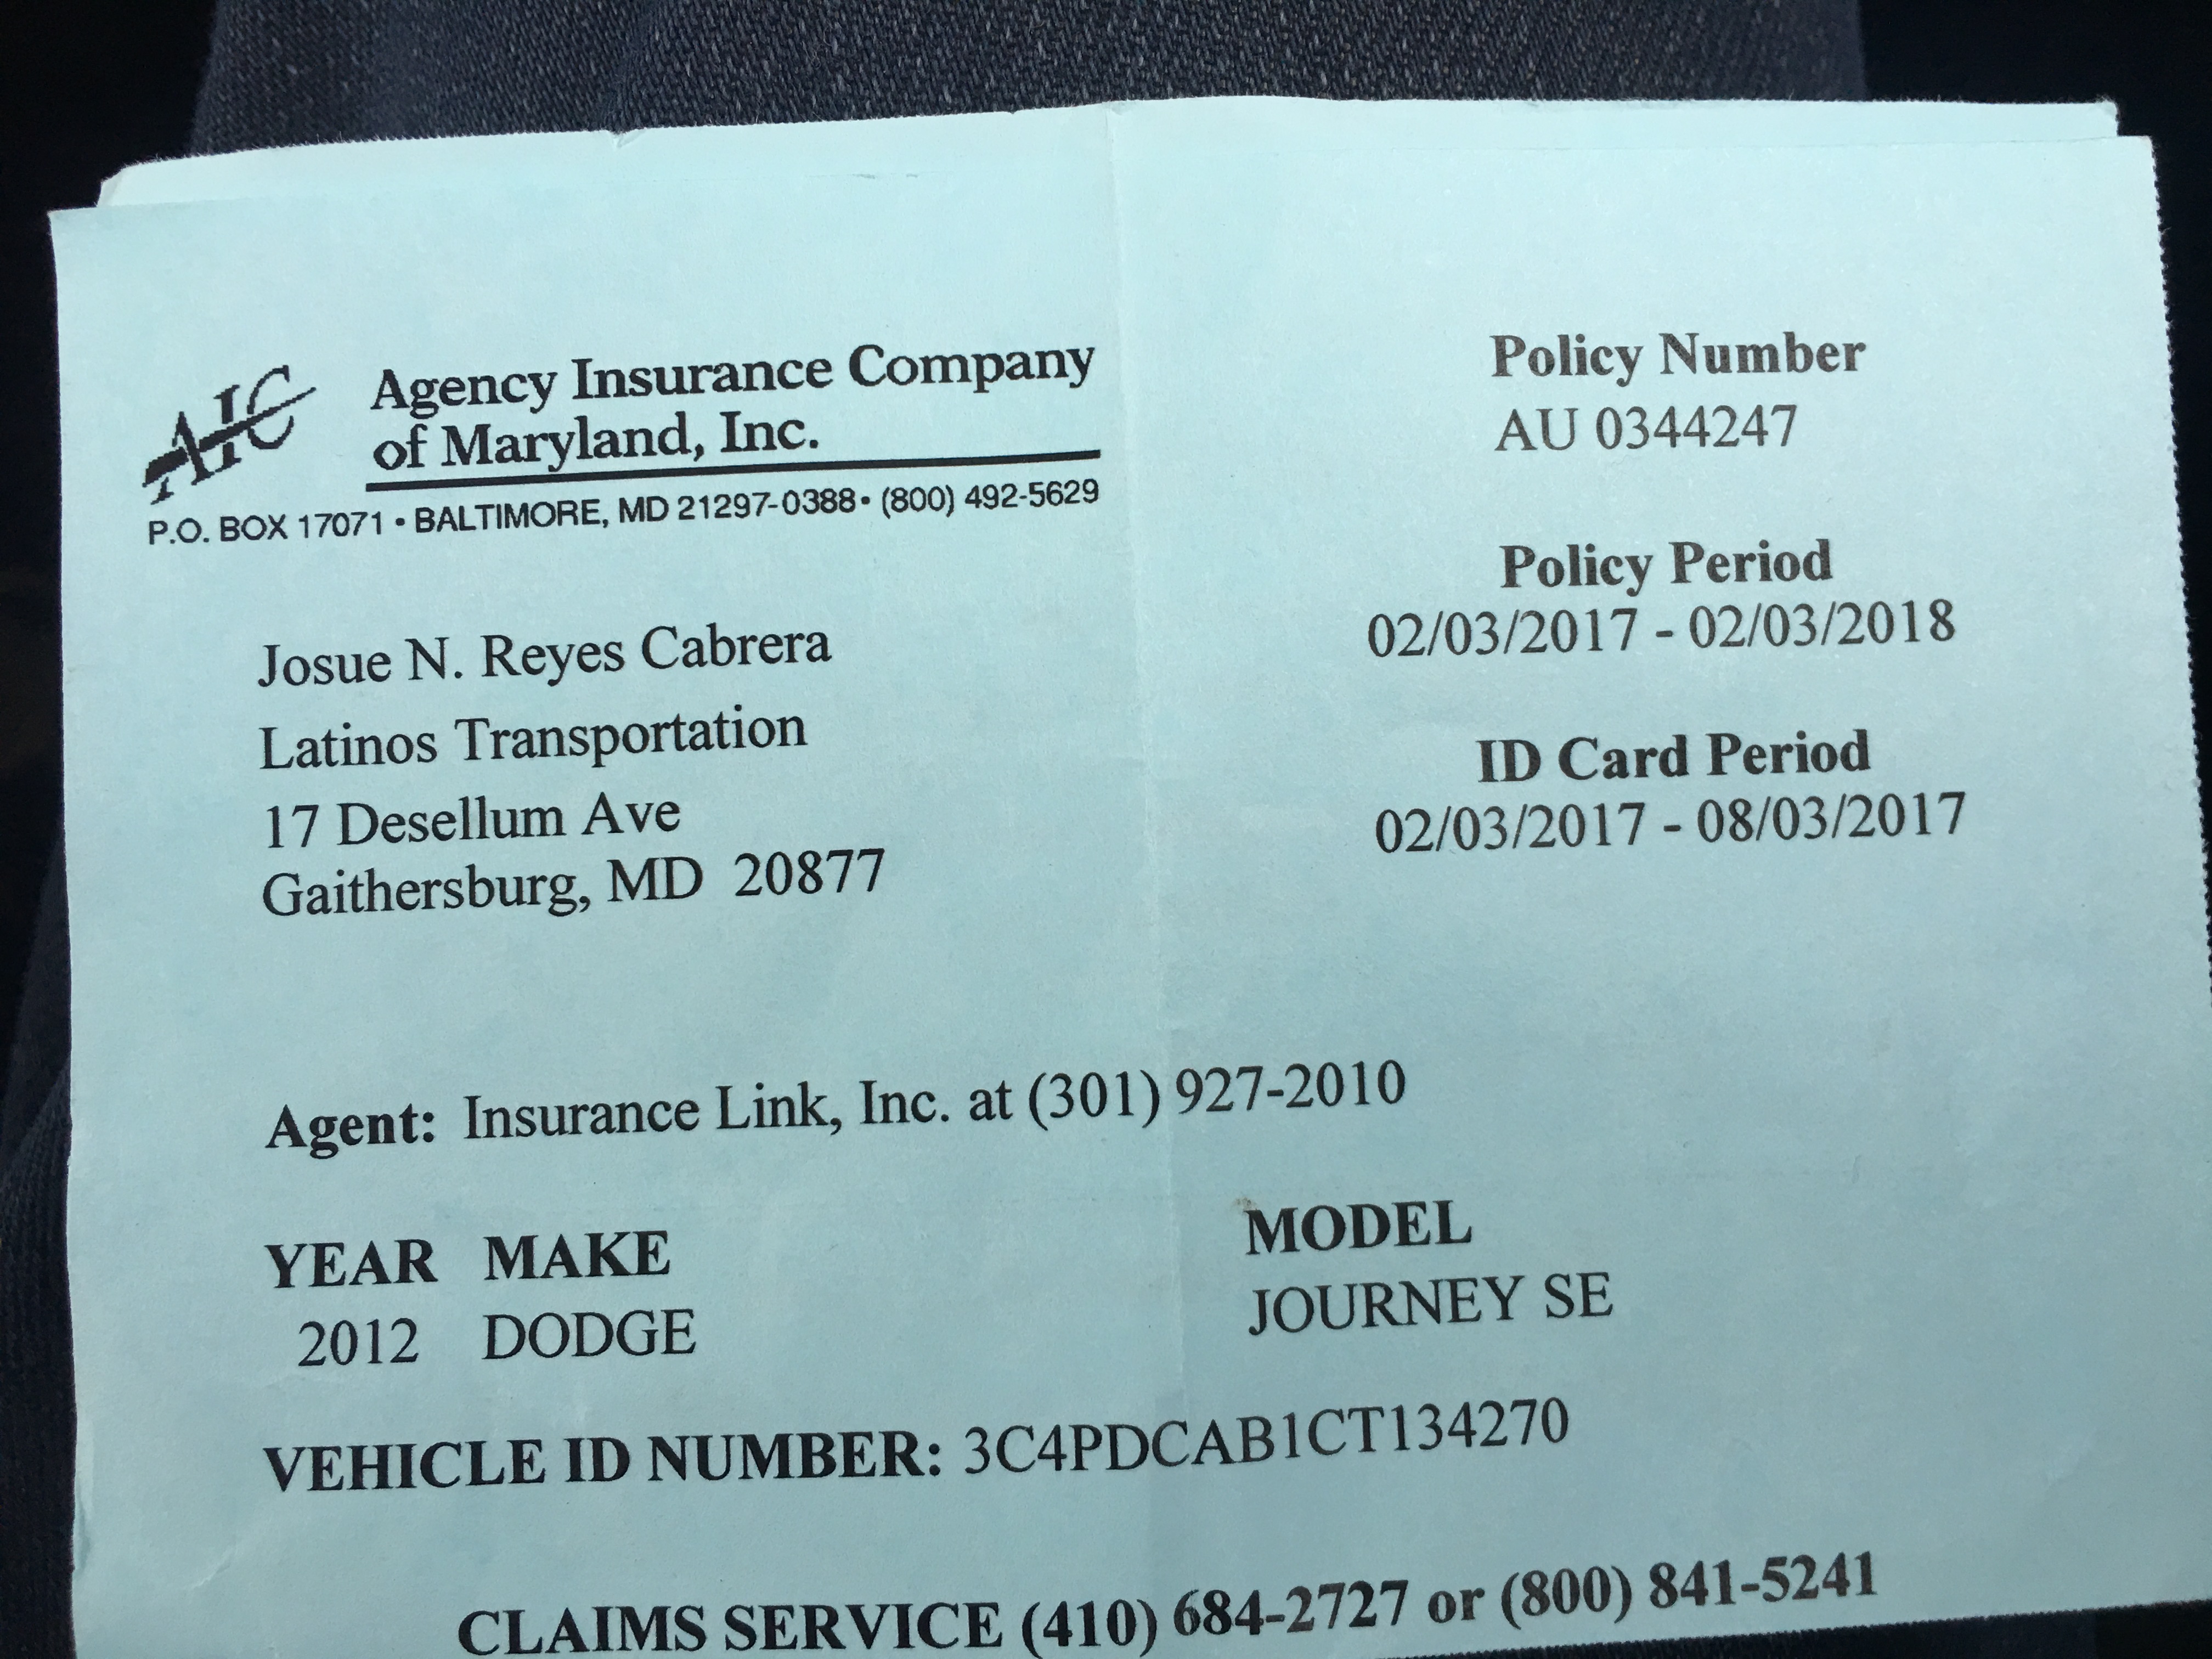 AIC Agency Insurance Company
of Maryland, Inc.
P.O. BOX 17071 • BALTIMORE, MD 21297-0388 • (800) 492-5629
Policy Number
AU 0344247
Josue N. Reyes Cabrera
Latinos Transportation
17 Desellum Ave
Gaithersburg, MD 20877
Policy Period
02/03/2017 - 02/03/2018
ID Card Period
02/03/2017 - 08/03/2017
Agent: Insurance Link, Inc. at (301) 927-2010
YEAR MAKE MODEL
2012 DODGE JOURNEY SE
VEHICLE ID NUMBER: 3C4PDCAB1CT134270
CLAIMS SERVICE (410) 684-2727 or (800) 841-5241